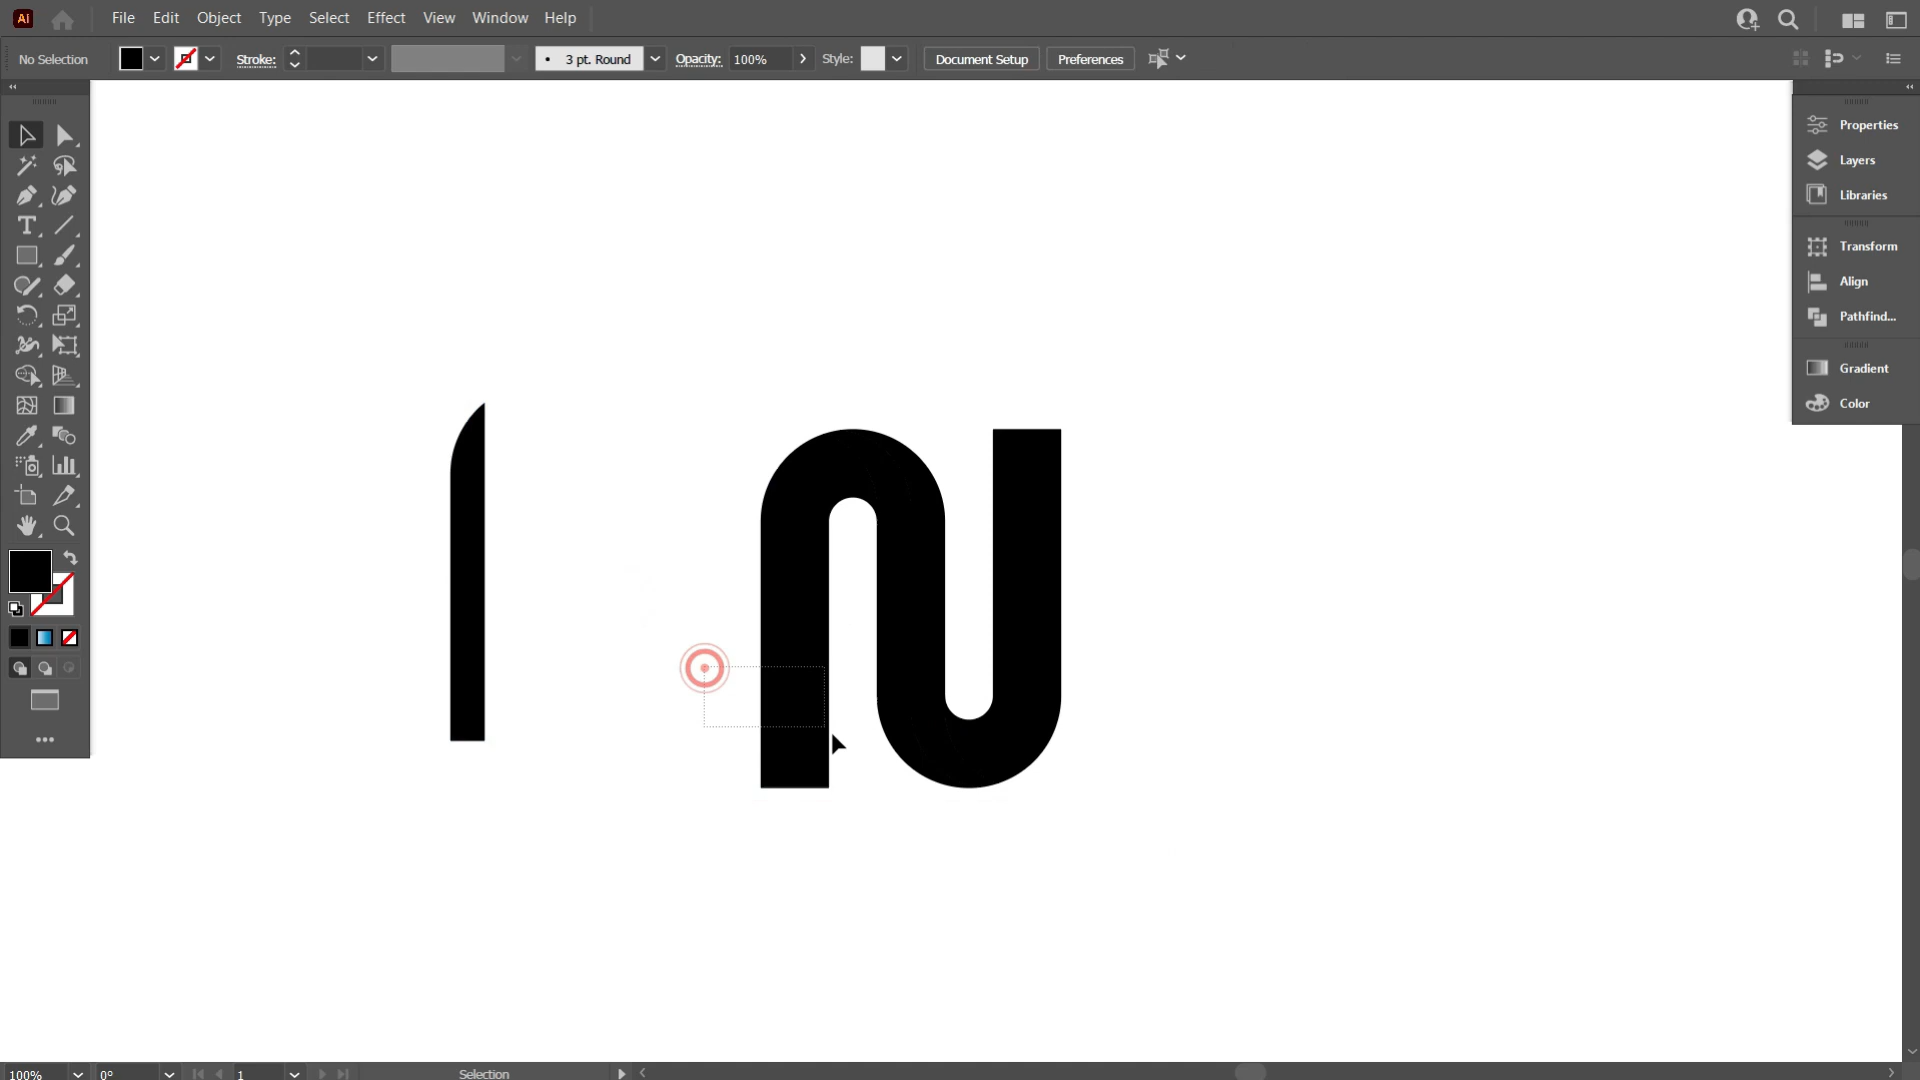 Ai File Edit Object Type Select Effect View Window Help
No Selection Stroke: 3 pt. Round Opacity: 100% Style: Document Setup Preferences
Properties
Layers
Libraries
Transform
Align
Pathfind...
Gradient
Color
100% 0° 1 Selection